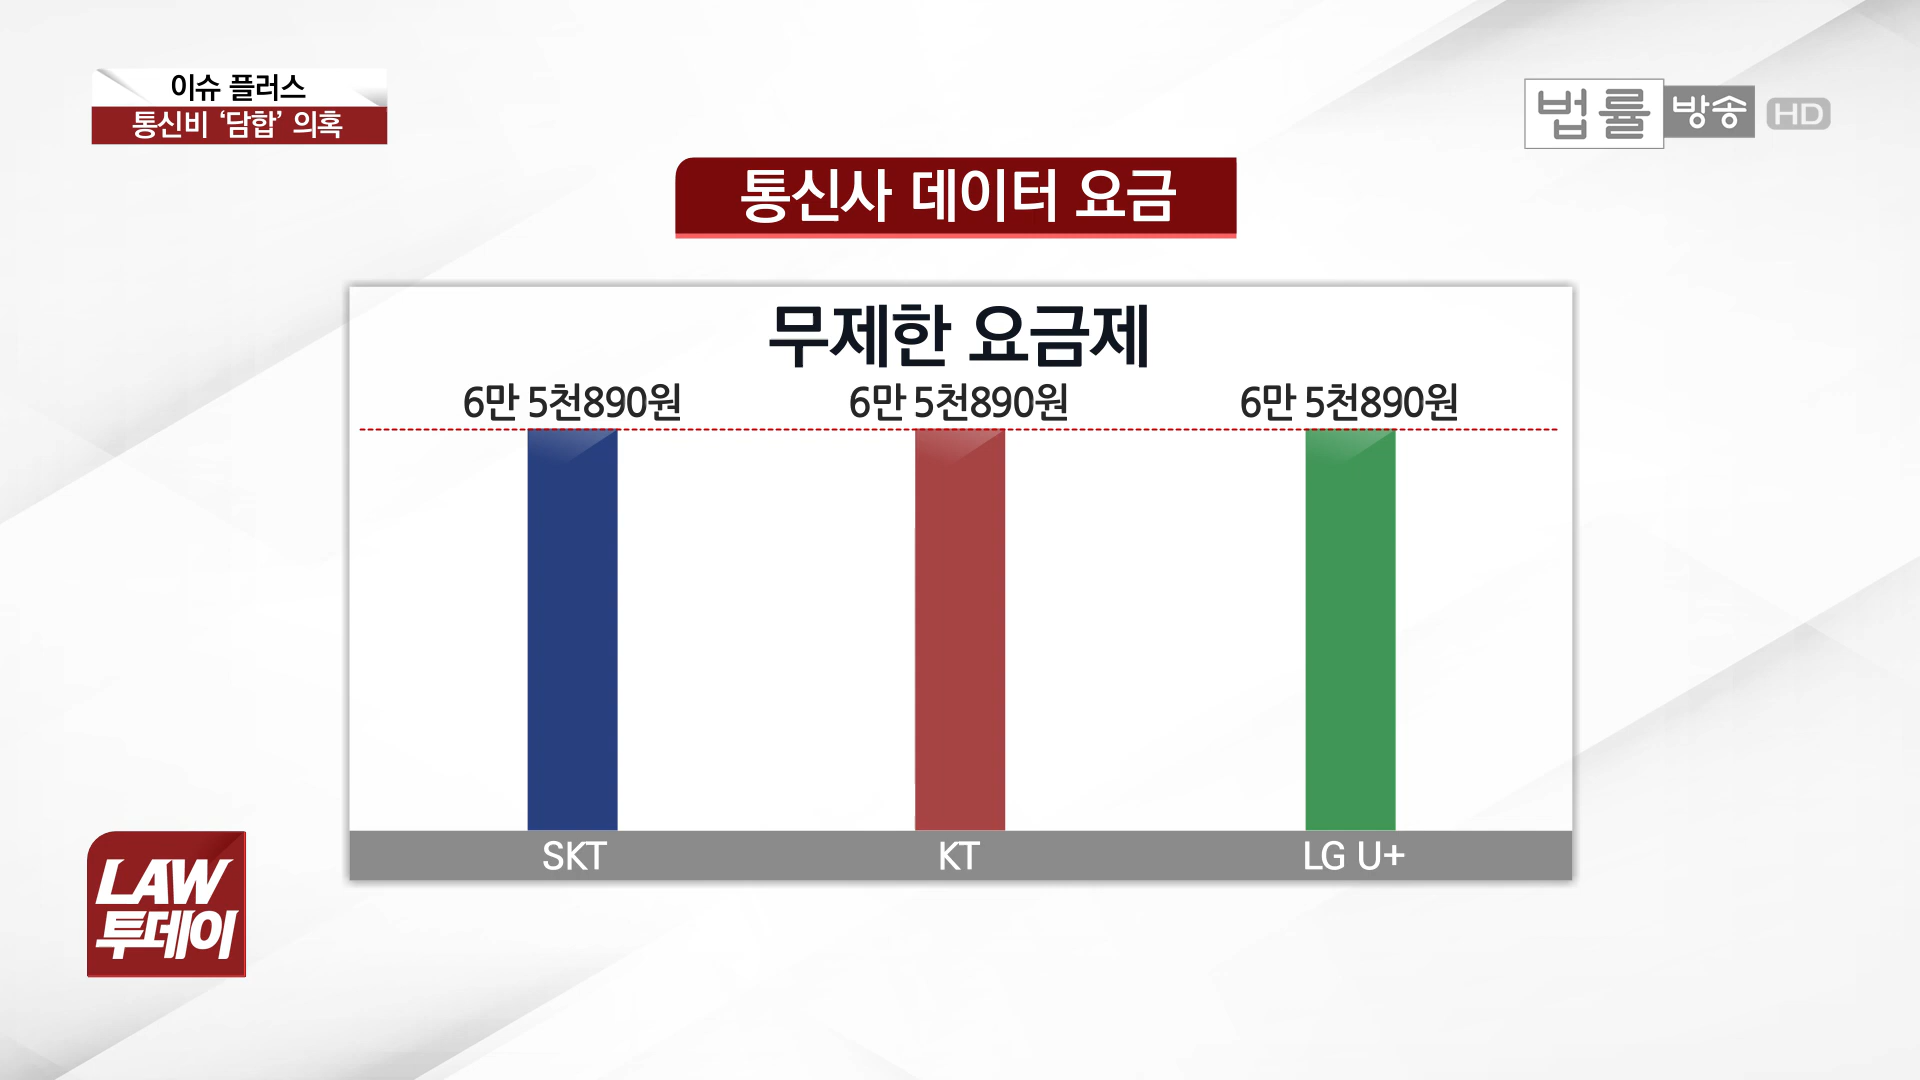 이슈 플러스
통신비 ‘담합’ 의혹
법률방송 HD
통신사 데이터 요금
무제한 요금제
6만 5천890원 6만 5천890원 6만 5천890원
SKT KT LG U+
LAW
투데이